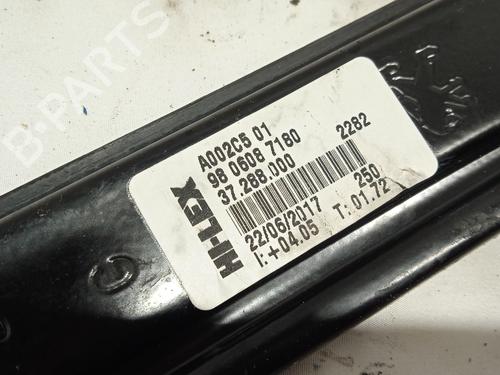 B-PARTS
HI-LEX
A002C5 01
98 0608 7180 2282
37.288.000
22/06/2017 250
I:+04.05 T:01.72